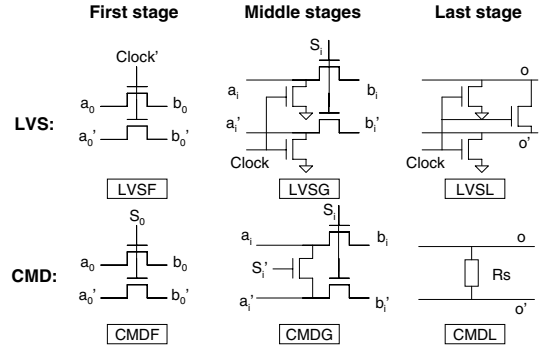 First stage Middle stages Last stage
LVS:
Clock'
a0 b0
a0' b0'
LVSF
Si
ai bi
ai' bi'
Clock
LVSG
o
o'
Clock
LVSL
CMD:
S0
a0 b0
a0' b0'
CMDF
Si
ai bi
Si'
ai' bi'
CMDG
o
Rs
o'
CMDL